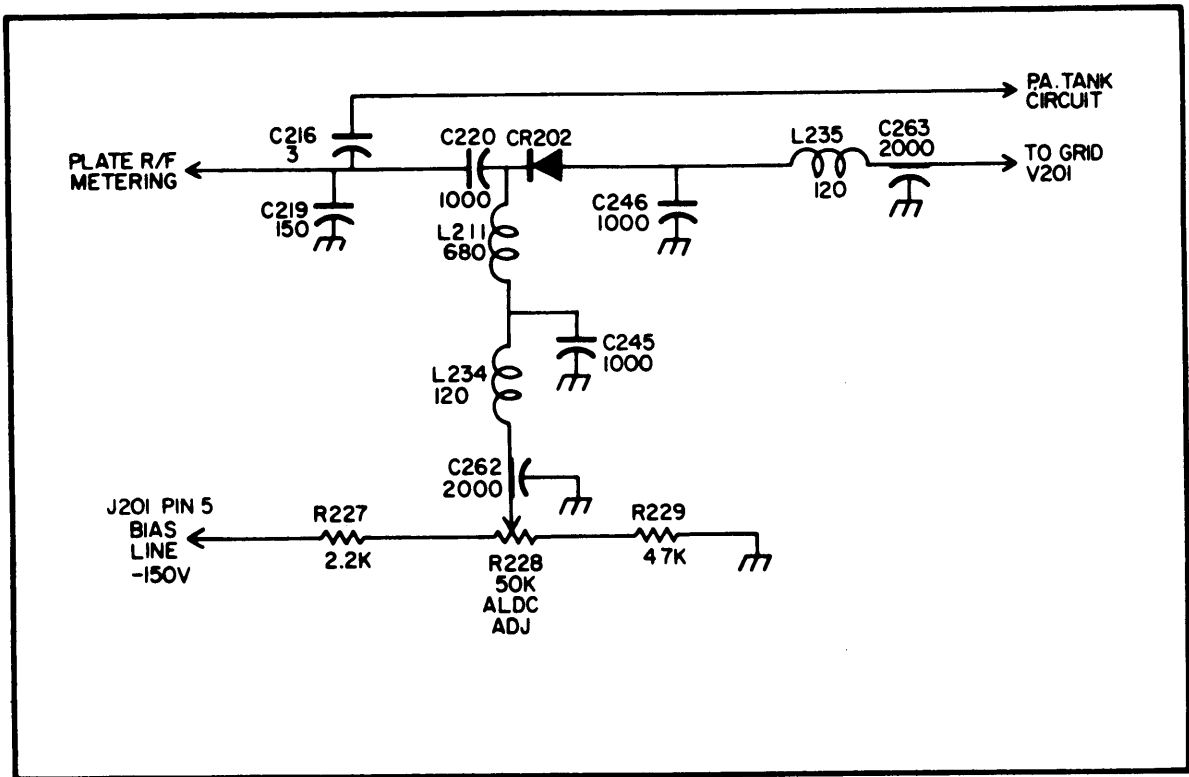 P.A. TANK
CIRCUIT
C216
3
C220
1000
CR202
L235
120
C263
2000
PLATE R/F
METERING
TO GRID
V201
C219
150
L211
680
C246
1000
C245
1000
L234
120
C262
2000
J201 PIN 5
BIAS
LINE
-150V
R227
2.2K
R228
50K
ALDC
ADJ
R229
47K